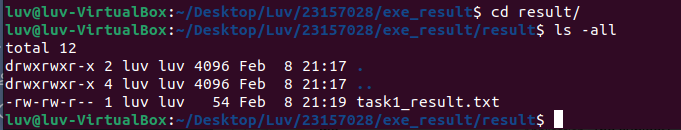 luv@luv-VirtualBox:~/Desktop/Luv/23157028/exe_result$ cd result/
luv@luv-VirtualBox:~/Desktop/Luv/23157028/exe_result/result$ ls -all
total 12
drwxrwxr-x 2 luv luv 4096 Feb  8 21:17 .
drwxrwxr-x 4 luv luv 4096 Feb  8 21:17 ..
-rw-rw-r-- 1 luv luv   54 Feb  8 21:19 task1_result.txt
luv@luv-VirtualBox:~/Desktop/Luv/23157028/exe_result/result$